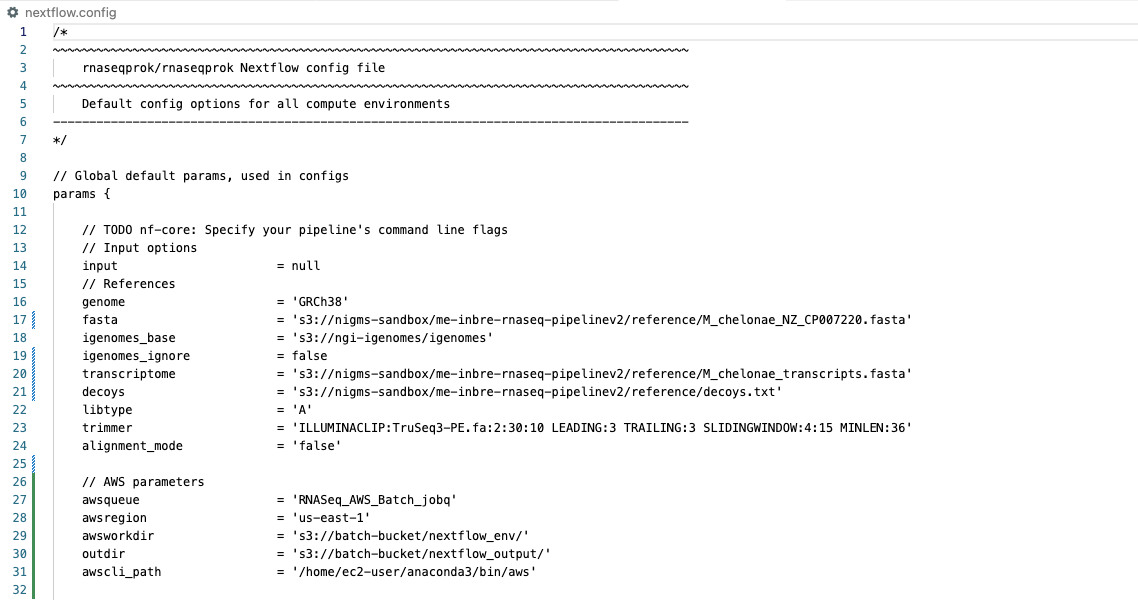 nextflow.config
1 /*
2 ~~~~~~~~~~~~~~~~~~~~~~~~~~~~~~~~~~~~~~~~~~~~~~~~~~~~~~~~~~~~~~~~~~~~~~~~~~~~~~~~~~~~~~~~
3 rnaseqprok/rnaseqprok Nextflow config file
4 ~~~~~~~~~~~~~~~~~~~~~~~~~~~~~~~~~~~~~~~~~~~~~~~~~~~~~~~~~~~~~~~~~~~~~~~~~~~~~~~~~~~~~~~~
5 Default config options for all compute environments
6 ----------------------------------------------------------------------------------------
7 */
8
9 // Global default params, used in configs
10 params {
11
12 // TODO nf-core: Specify your pipeline's command line flags
13 // Input options
14 input = null
15 // References
16 genome = 'GRCh38'
17 fasta = 's3://nigms-sandbox/me-inbre-rnaseq-pipelinev2/reference/M_chelonae_NZ_CP007220.fasta'
18 igenomes_base = 's3://ngi-igenomes/igenomes'
19 igenomes_ignore = false
20 transcriptome = 's3://nigms-sandbox/me-inbre-rnaseq-pipelinev2/reference/M_chelonae_transcripts.fasta'
21 decoys = 's3://nigms-sandbox/me-inbre-rnaseq-pipelinev2/reference/decoys.txt'
22 libtype = 'A'
23 trimmer = 'ILLUMINACLIP:TruSeq3-PE.fa:2:30:10 LEADING:3 TRAILING:3 SLIDINGWINDOW:4:15 MINLEN:36'
24 alignment_mode = 'false'
25
26 // AWS parameters
27 awsqueue = 'RNASeq_AWS_Batch_jobq'
28 awsregion = 'us-east-1'
29 awsworkdir = 's3://batch-bucket/nextflow_env/'
30 outdir = 's3://batch-bucket/nextflow_output/'
31 awscli_path = '/home/ec2-user/anaconda3/bin/aws'
32